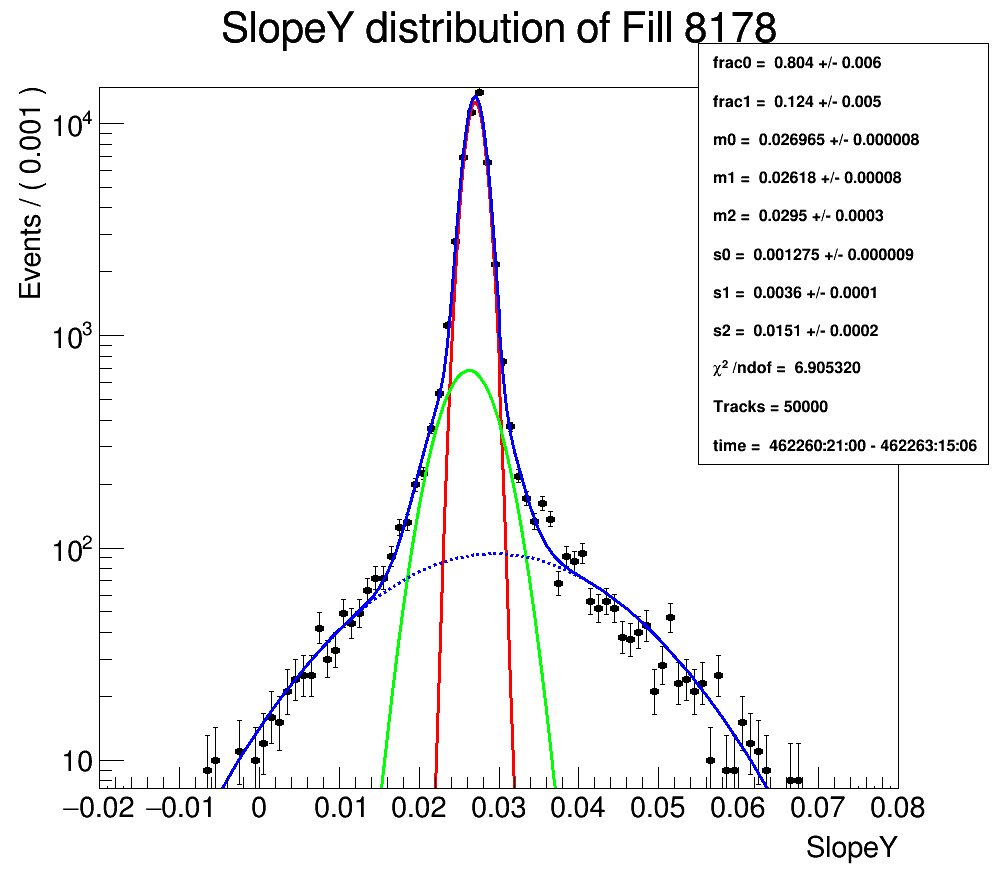 SlopeY distribution of Fill 8178
frac0 = 0.804 +/- 0.006
frac1 = 0.124 +/- 0.005
m0 = 0.026965 +/- 0.000008
m1 = 0.02618 +/- 0.00008
m2 = 0.0295 +/- 0.0003
s0 = 0.001275 +/- 0.000009
s1 = 0.0036 +/- 0.0001
s2 = 0.0151 +/- 0.0002
χ² /ndof = 6.905320
Tracks = 50000
time = 462260:21:00 - 462263:15:06
Events / ( 0.001 )
10⁴
10³
10²
10
−0.02 −0.01 0 0.01 0.02 0.03 0.04 0.05 0.06 0.07 0.08
SlopeY